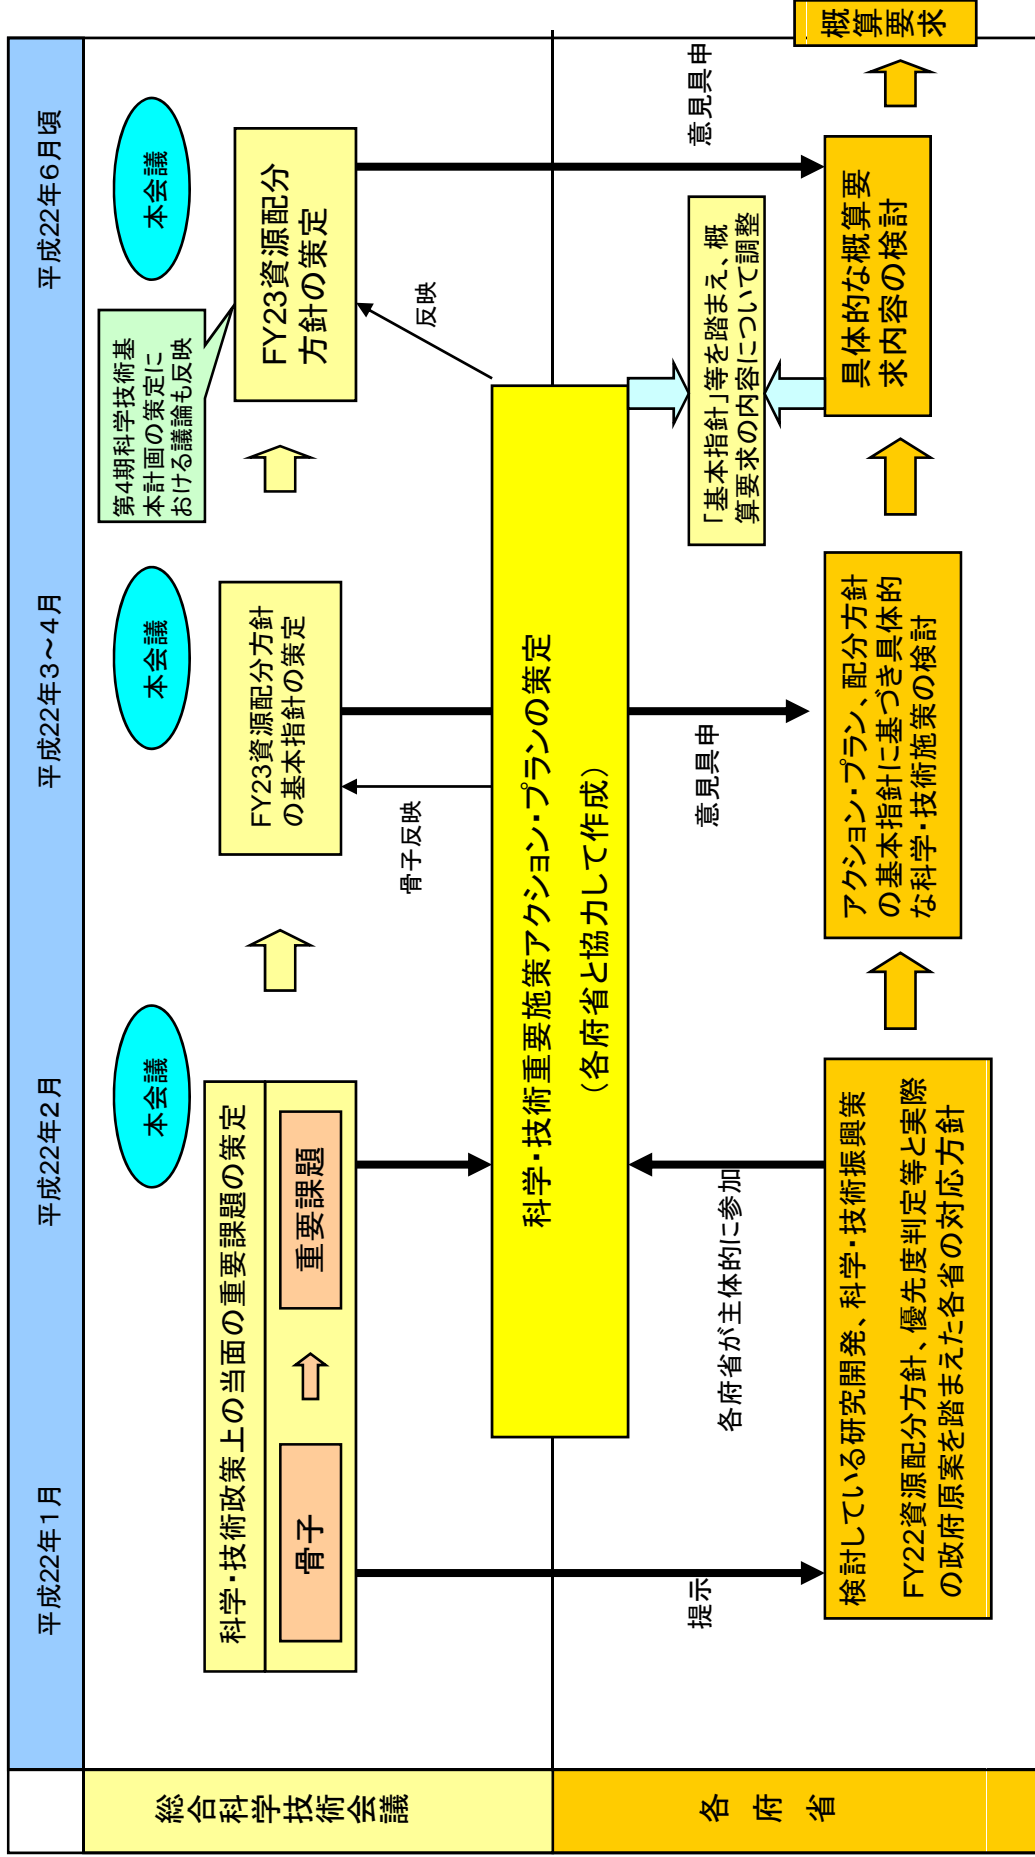 平成22年1月
平成22年2月
平成22年3～4月
平成22年6月頃
総合科学技術会議
本会議
本会議
本会議
科学・技術政策上の当面の重要課題の策定
骨子
重要課題
FY23資源配分方針
の基本指針の策定
第4期科学技術基
本計画の策定に
おける議論も反映
FY23資源配分
方針の策定
骨子反映
反映
科学・技術重要施策アクション・プランの策定
（各府省と協力して作成）
提示
各府省が主体的に参加
意見具申
意見具申
「基本指針」等を踏まえ、概
算要求の内容について調整
各府省
検討している研究開発、科学・技術振興策
FY22資源配分方針、優先度判定等と実際
の政府原案を踏まえた各省の対応方針
アクション・プラン、配分方針
の基本指針に基づき具体的
な科学・技術施策の検討
具体的な概算要
求内容の検討
概算要求